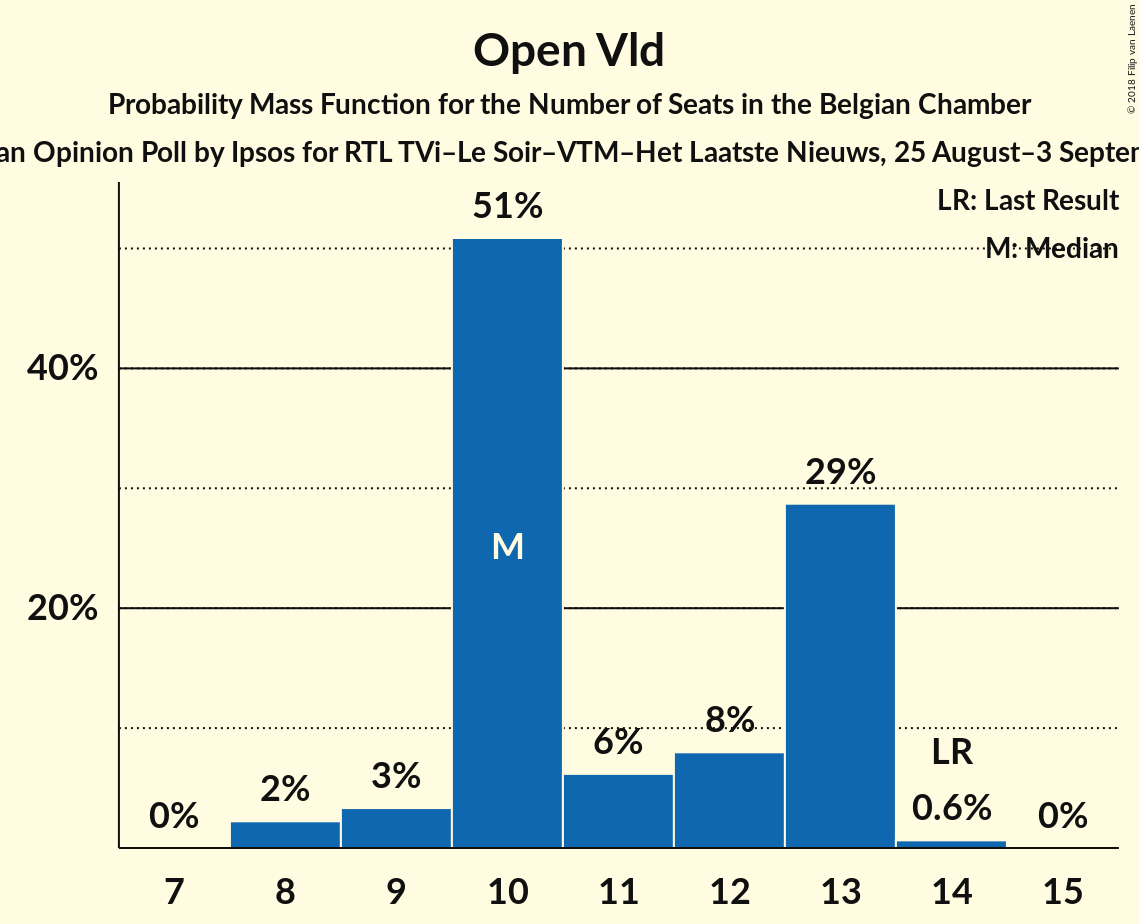 Open Vld
Probability Mass Function for the Number of Seats in the Belgian Chamber
an Opinion Poll by Ipsos for RTL TVi–Le Soir–VTM–Het Laatste Nieuws, 25 August–3 Septem
© 2018 Filip van Laenen
LR: Last Result
M: Median
51%
40%
29%
M
20%
8%
6%
LR
3%
2%
0.6%
0%
0%
7 8 9 10 11 12 13 14 15